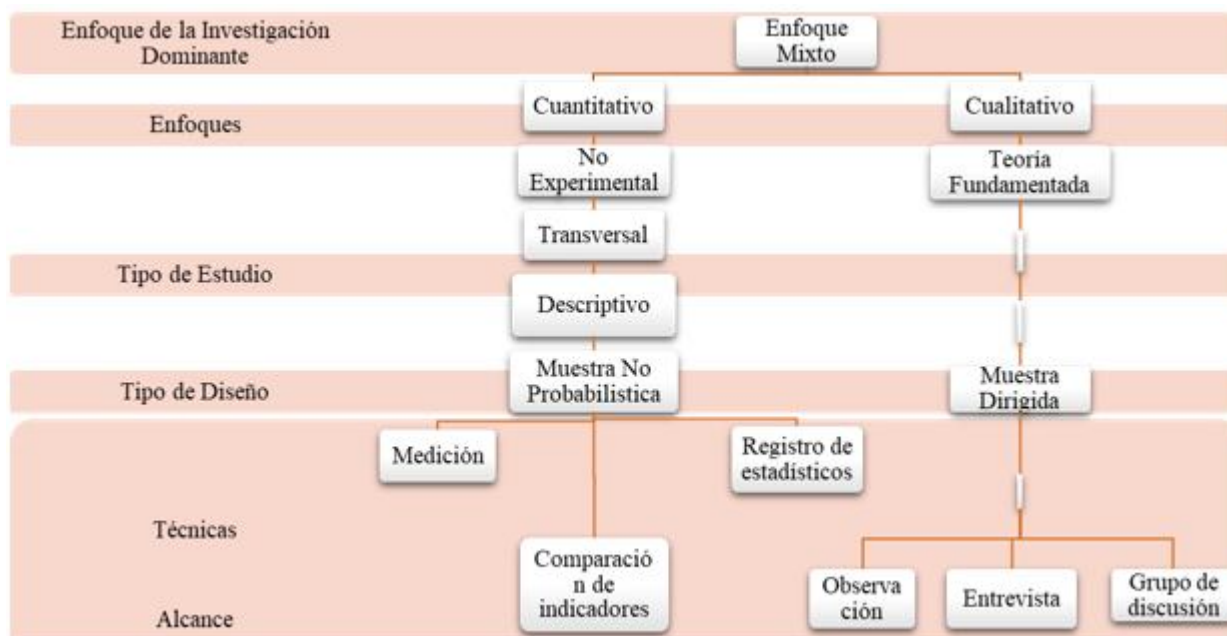 Enfoque de la Investigación
Dominante
Enfoque
Mixto
Enfoques
Cuantitativo
Cualitativo
No
Experimental
Teoría
Fundamentada
Transversal
Tipo de Estudio
Descriptivo
Tipo de Diseño
Muestra No
Probabilistica
Muestra
Dirigida
Medición
Registro de
estadísticos
Técnicas
Comparació
n de
indicadores
Observa
ción
Entrevista
Grupo de
discusión
Alcance